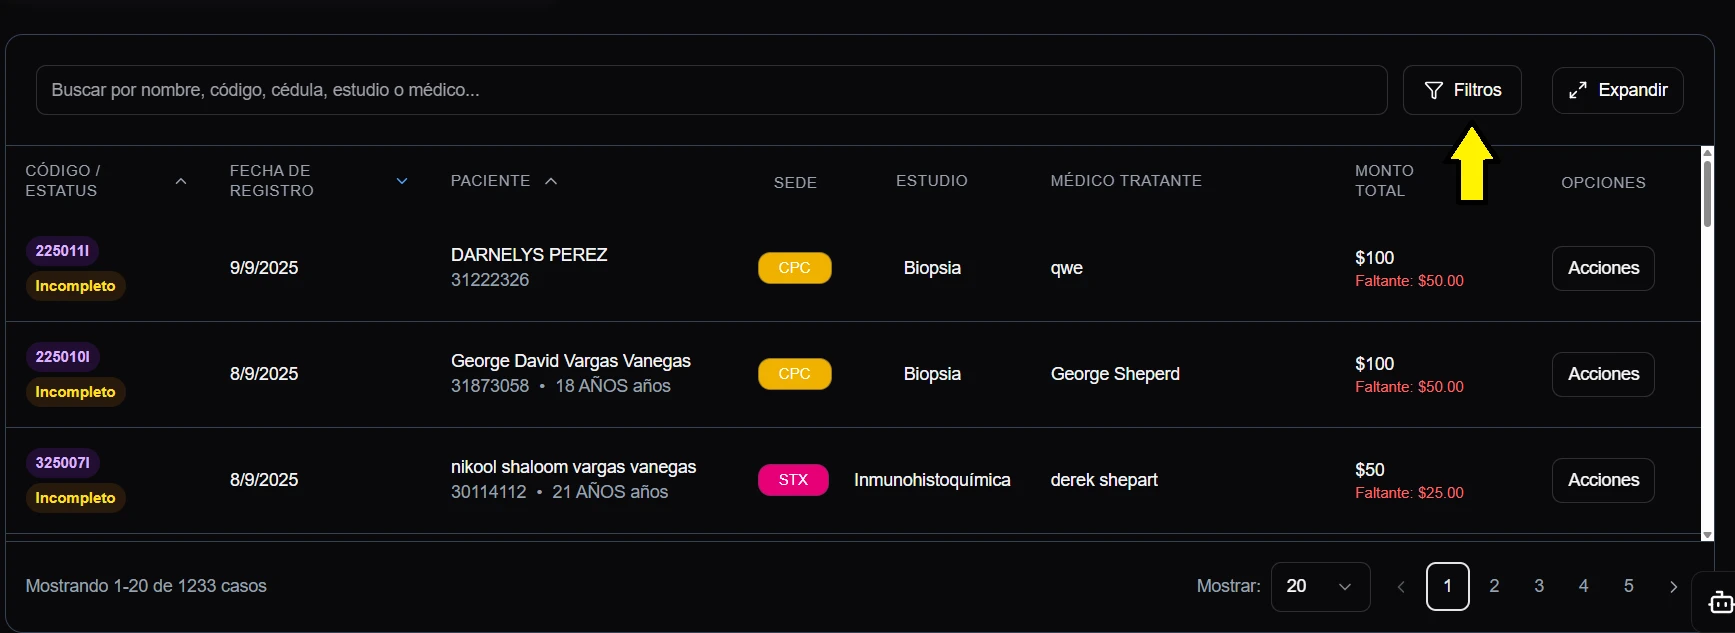 Buscar por nombre, código, cédula, estudio o médico...
Filtros
Expandir
CÓDIGO /
ESTATUS
FECHA DE
REGISTRO
PACIENTE
SEDE
ESTUDIO
MÉDICO TRATANTE
MONTO
TOTAL
OPCIONES
225011I
Incompleto
9/9/2025
DARNELYS PEREZ
31222326
CPC
Biopsia
qwe
$100
Faltante: $50.00
Acciones
225010I
Incompleto
8/9/2025
George David Vargas Vanegas
31873058 • 18 AÑOS años
CPC
Biopsia
George Sheperd
$100
Faltante: $50.00
Acciones
325007I
Incompleto
8/9/2025
nikool shaloom vargas vanegas
30114112 • 21 AÑOS años
STX
Inmunohistoquímica
derek shepart
$50
Faltante: $25.00
Acciones
Mostrando 1-20 de 1233 casos
Mostrar:
20
1
2
3
4
5